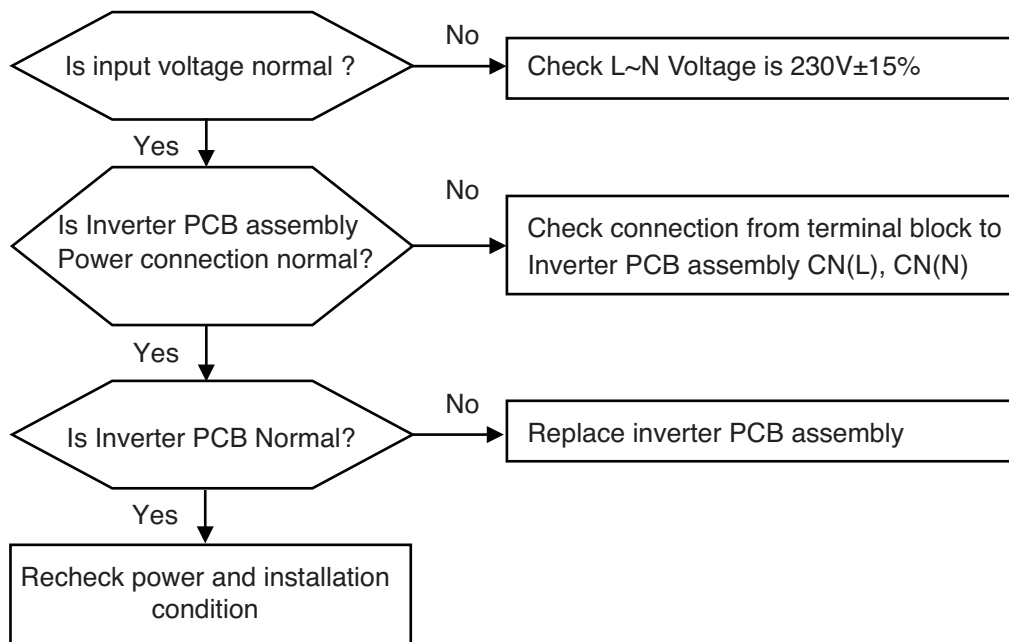 Is input voltage normal ?
No
Check L~N Voltage is 230V±15%
Yes
Is Inverter PCB assembly
Power connection normal?
No
Check connection from terminal block to
Inverter PCB assembly CN(L), CN(N)
Yes
Is Inverter PCB Normal?
No
Replace inverter PCB assembly
Yes
Recheck power and installation
condition